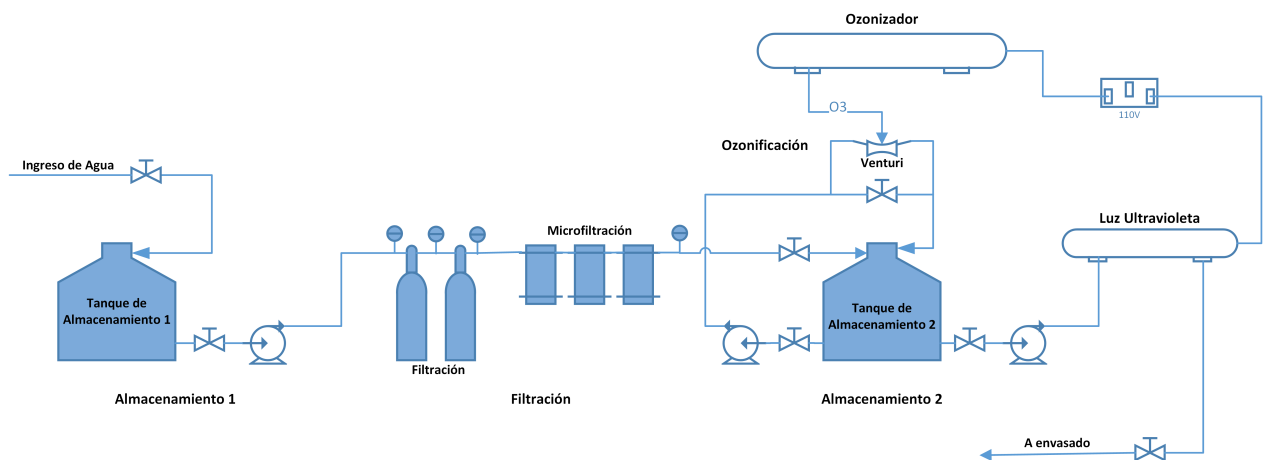 Ozonizador
O3
110V
Ozonificación
Venturi
Ingreso de Agua
Luz Ultravioleta
Microfiltración
Tanque de
Almacenamiento 1
Tanque de
Almacenamiento 2
Filtración
Almacenamiento 1
Filtración
Almacenamiento 2
A envasado